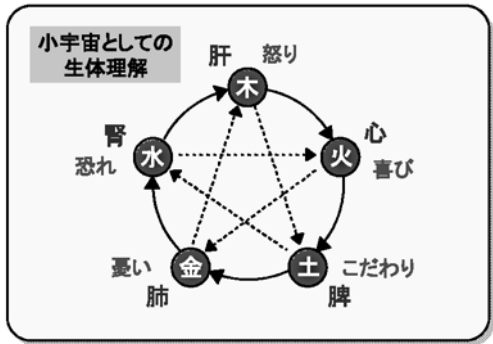 小宇宙としての
生体理解
肝 怒り
木
腎
恐れ
水
火
心
喜び
憂い
金
肺
土
こだわり
脾